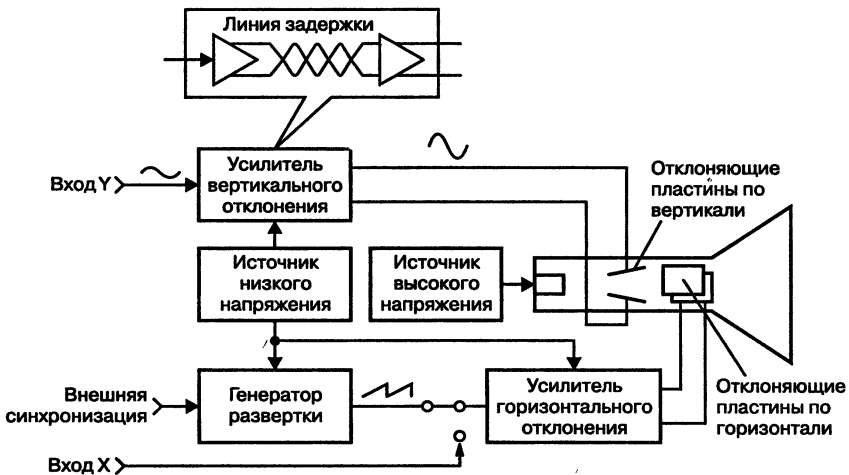 Линия задержки
Вход Y
Усилитель
вертикального
отклонения
Отклоняющие
пластины по
вертикали
Источник
низкого
напряжения
Источник
высокого
напряжения
Внешняя
синхронизация
Генератор
развертки
Усилитель
горизонтального
отклонения
Отклоняющие
пластины по
горизонтали
Вход X